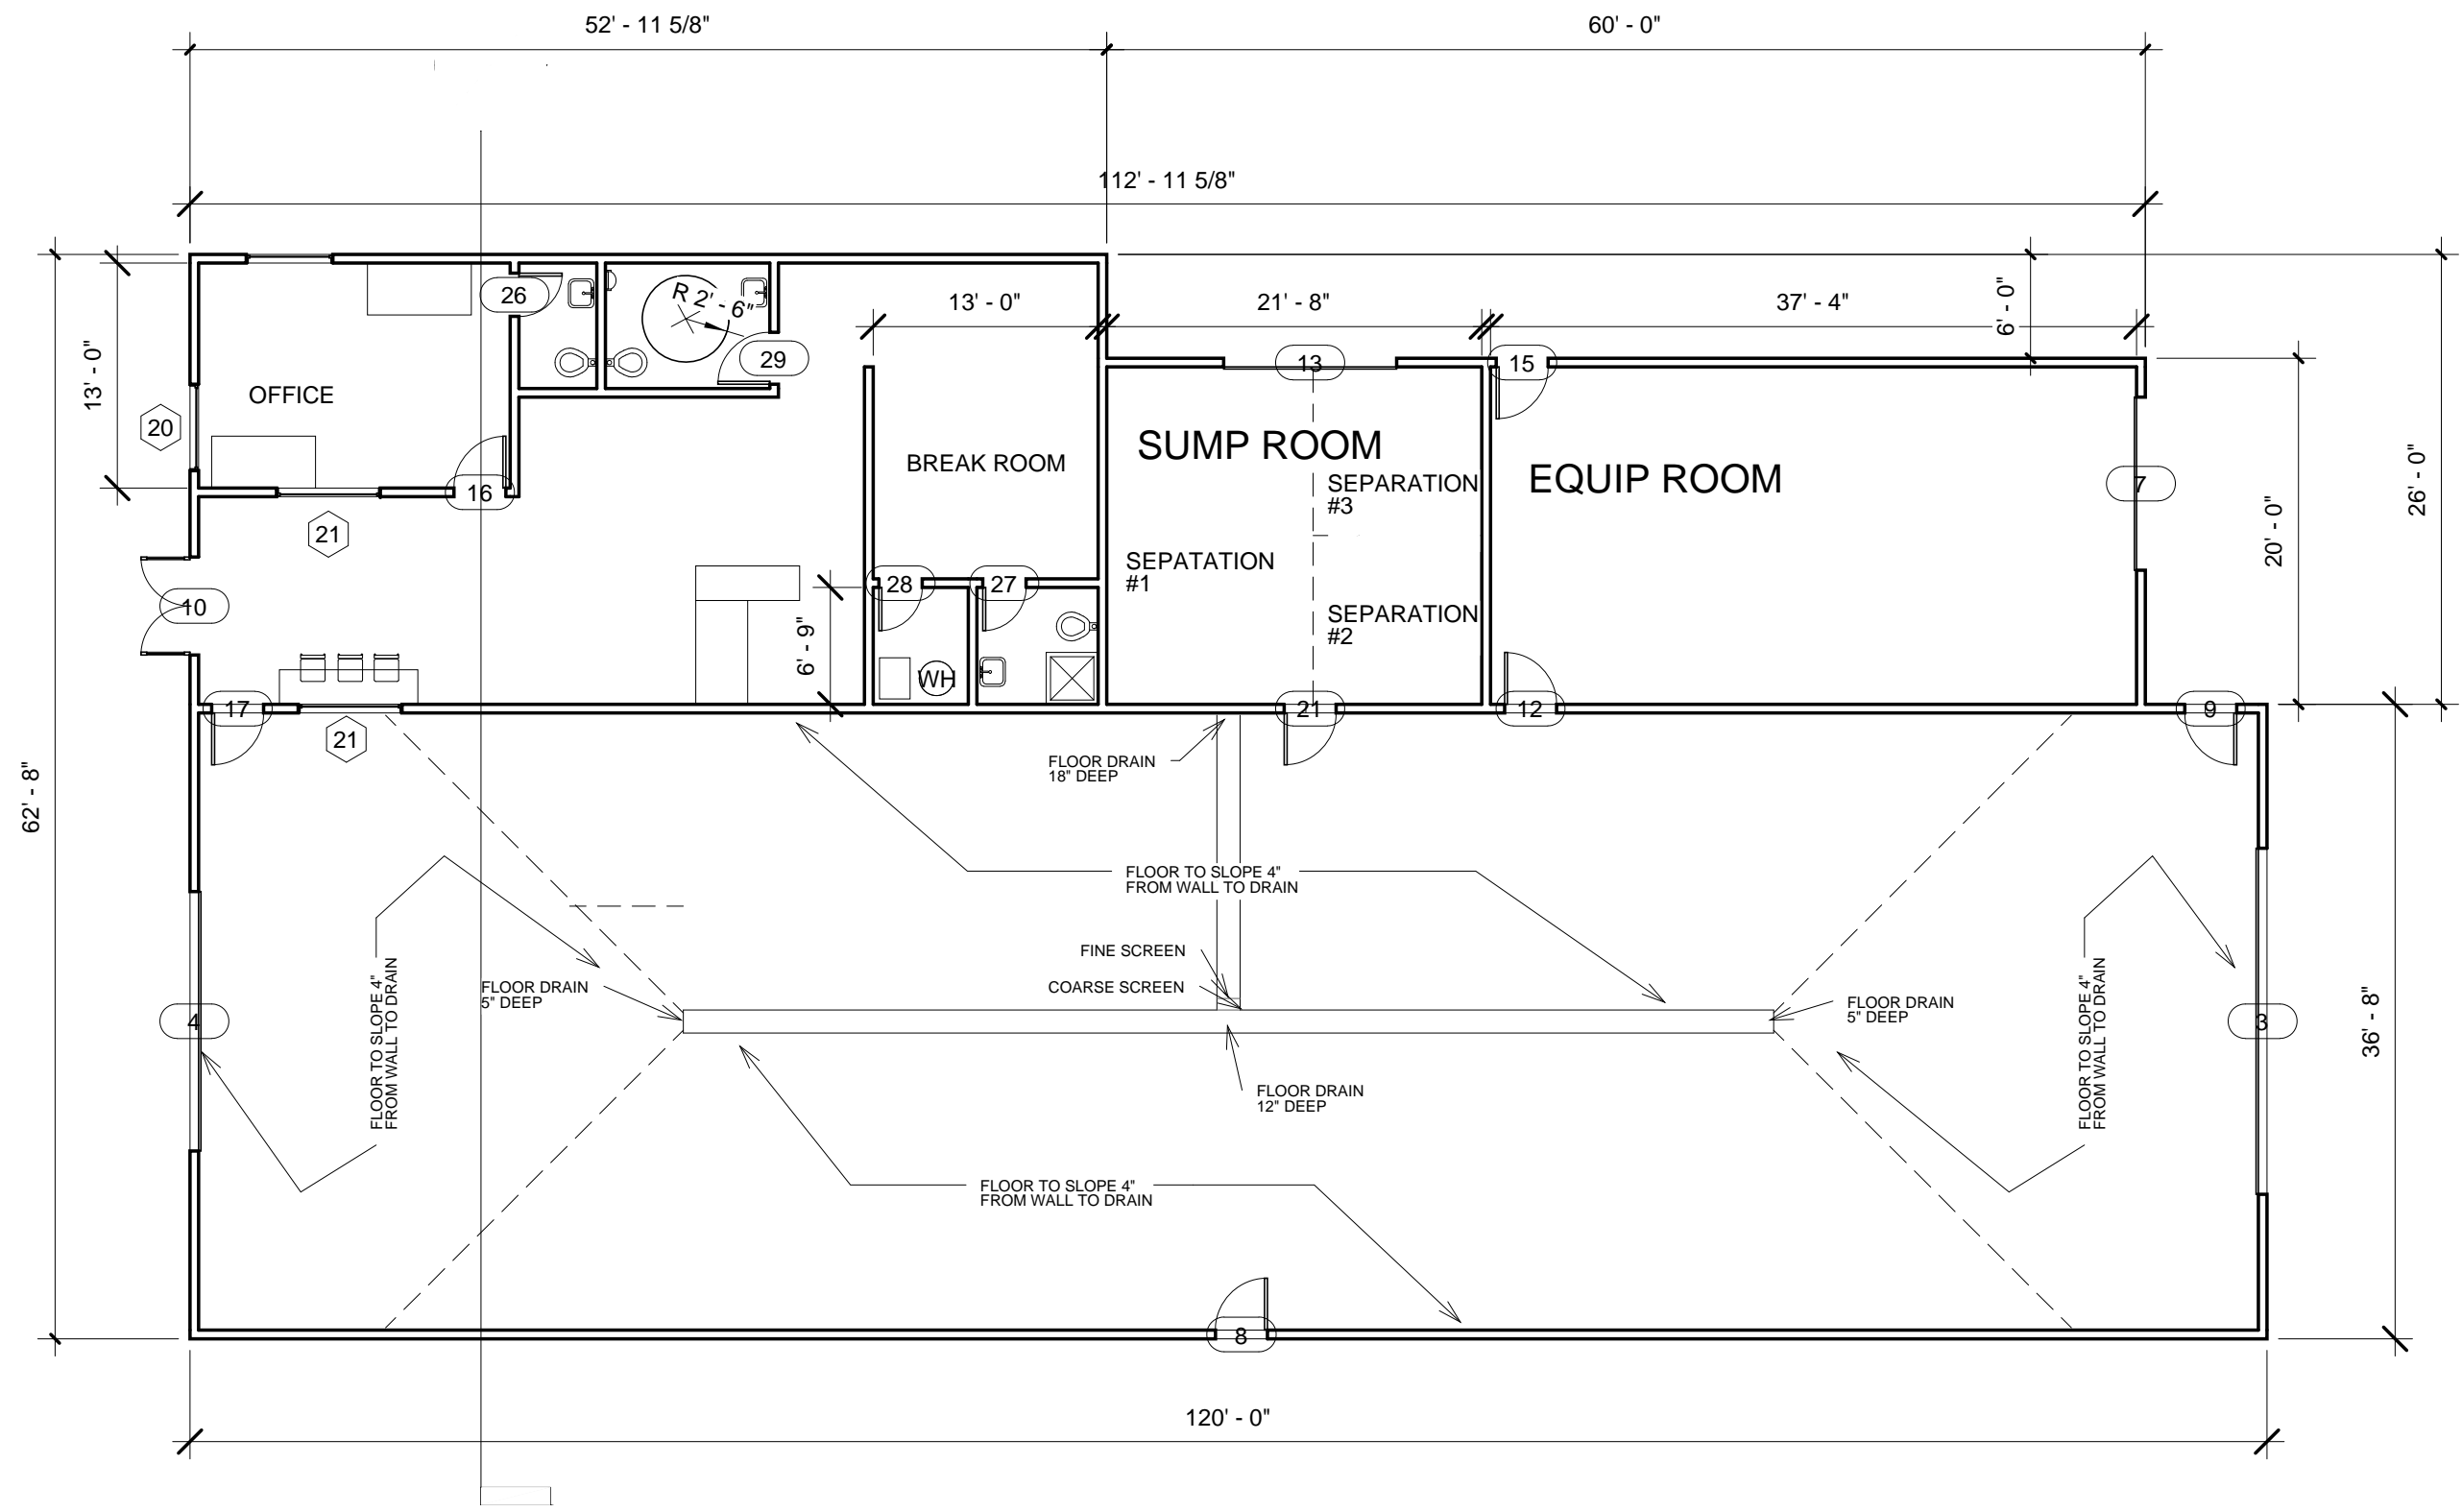 52' - 11 5/8"
60' - 0"
112' - 11 5/8"
13' - 0"
21' - 8"
37' - 4"
6' - 0"
26
R 2' - 6"
29
13
15
13' - 0"
OFFICE
20
BREAK ROOM
SUMP ROOM
SEPARATION
#3
EQUIP ROOM
7
26' - 0"
20' - 0"
16
21
SEPATATION
#1
28
27
10
SEPARATION
#2
6' - 9"
WH
17
21
12
9
21
62' - 8"
FLOOR DRAIN
18" DEEP
FLOOR TO SLOPE 4"
FROM WALL TO DRAIN
FINE SCREEN
COARSE SCREEN
FLOOR DRAIN
5" DEEP
FLOOR DRAIN
5" DEEP
4
FLOOR TO SLOPE 4"
FROM WALL TO DRAIN
FLOOR TO SLOPE 4"
FROM WALL TO DRAIN
3
36' - 8"
FLOOR DRAIN
12" DEEP
FLOOR TO SLOPE 4"
FROM WALL TO DRAIN
8
120' - 0"